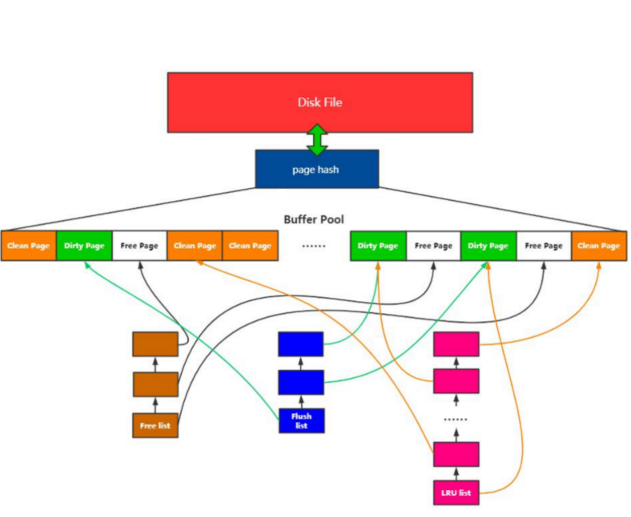 Disk File
page hash
Buffer Pool
Clean Page
Dirty Page
Free Page
Clean Page
Clean Page
......
Dirty Page
Free Page
Dirty Page
Free Page
Clean Page
Free list
Flush
list
......
LRU list